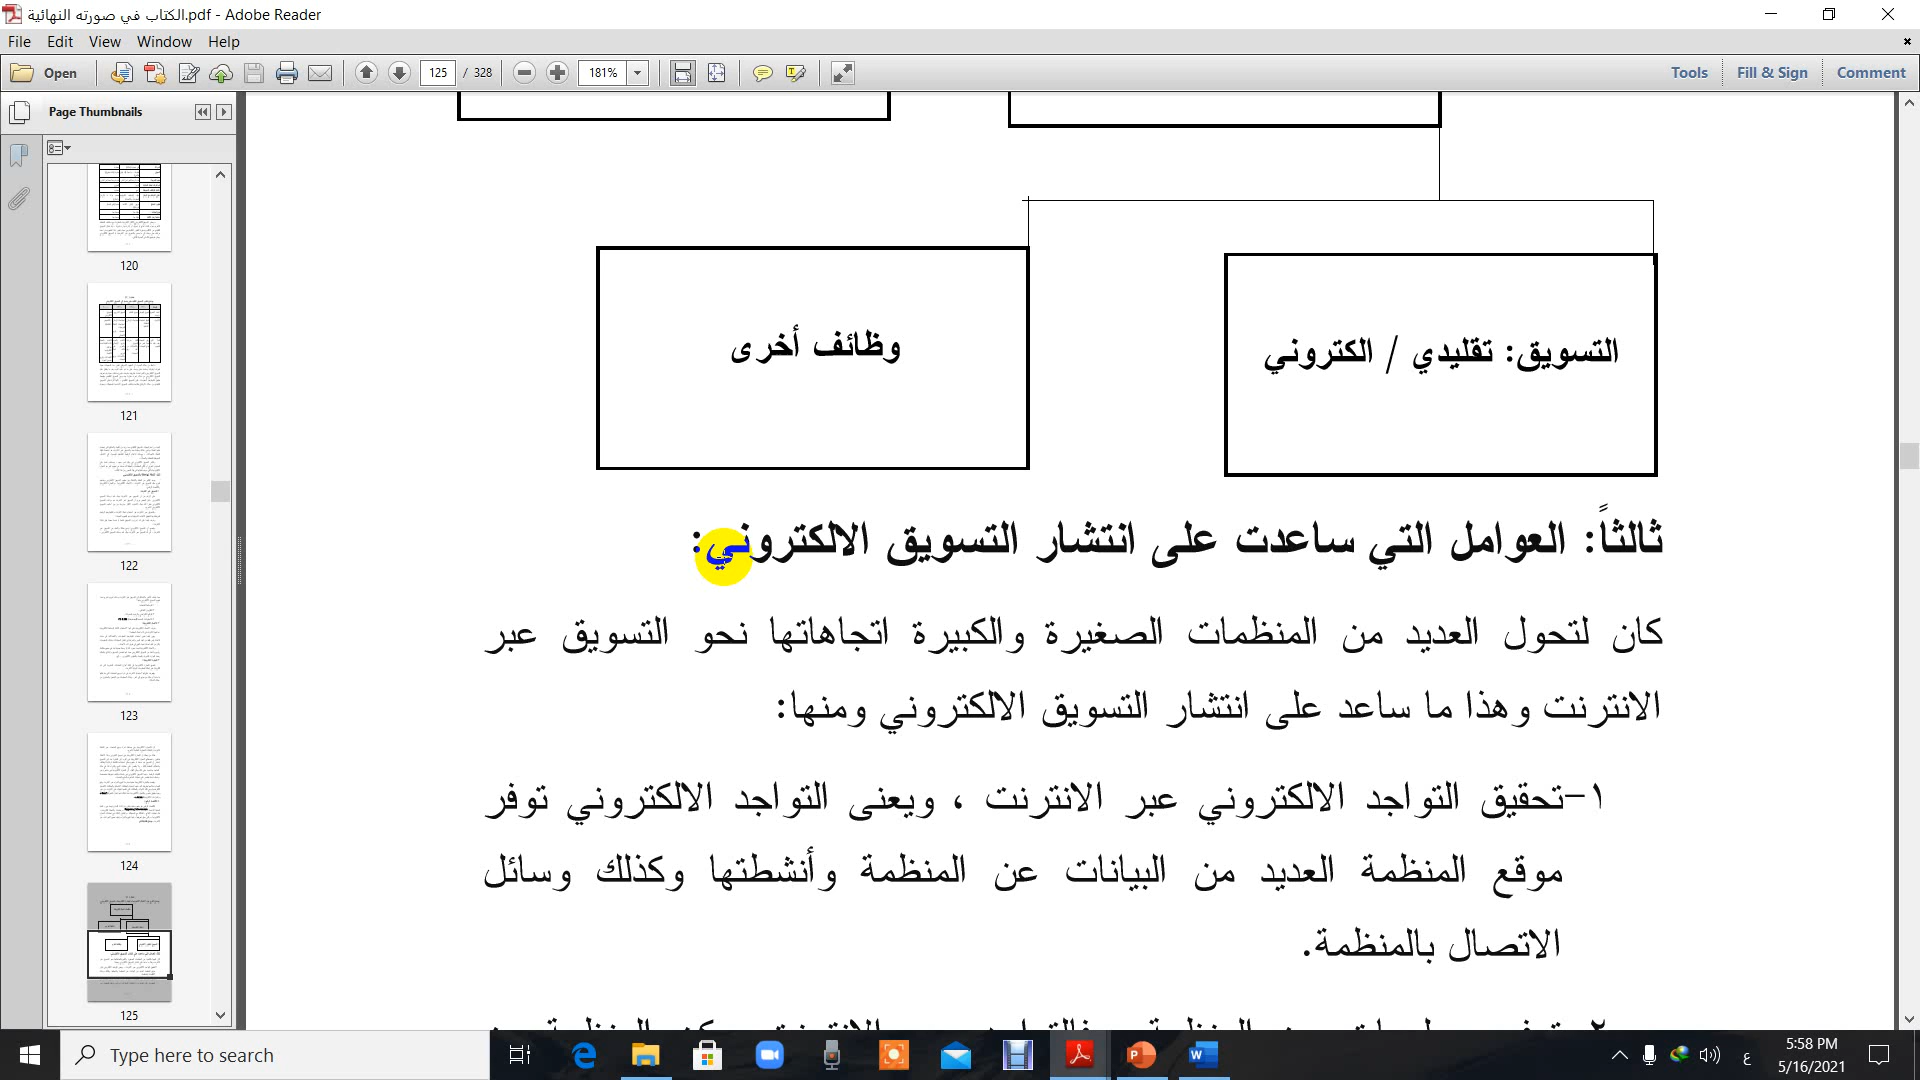 الكتاب في صورته النهائية.pdf - Adobe Reader
File Edit View Window Help
Open 125 / 328 181% Tools Fill & Sign Comment
Page Thumbnails
120
121
122
123
124
125
وظائف أخرى
التسويق: تقليدي / الكتروني
ثالثاً: العوامل التي ساعدت على انتشار التسويق الالكتروني:
كان لتحول العديد من المنظمات الصغيرة والكبيرة اتجاهاتها نحو التسويق عبر
الانترنت وهذا ما ساعد على انتشار التسويق الالكتروني ومنها:
١-تحقيق التواجد الالكتروني عبر الانترنت ، ويعنى التواجد الالكتروني توفر
موقع المنظمة العديد من البيانات عن المنظمة وأنشطتها وكذلك وسائل
الاتصال بالمنظمة.
Type here to search
ع
5:58 PM
5/16/2021